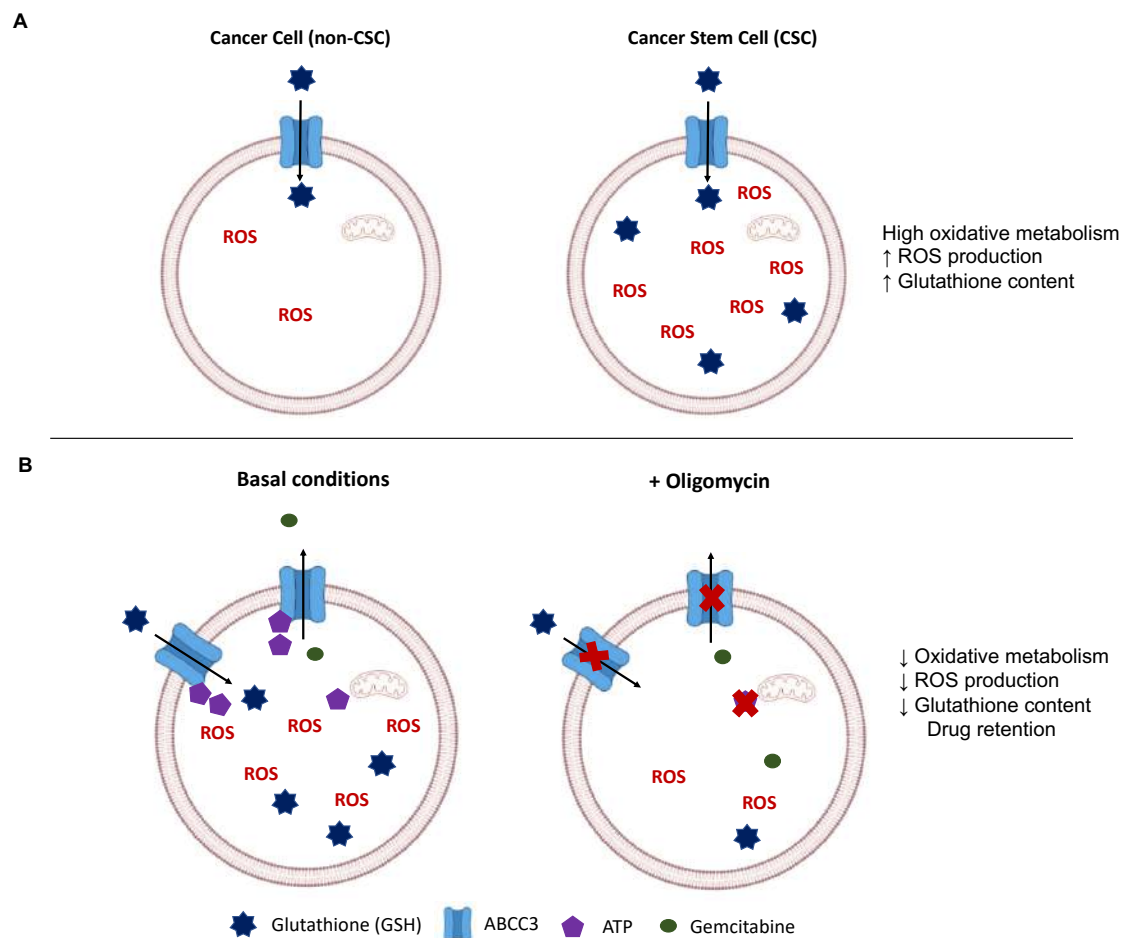 A
Cancer Cell (non-CSC)
Cancer Stem Cell (CSC)
ROS
ROS
ROS
ROS
ROS
ROS
ROS
ROS
High oxidative metabolism
↑ ROS production
↑ Glutathione content
B
Basal conditions
+ Oligomycin
ROS
ROS
ROS
ROS
ROS
ROS
ROS
↓ Oxidative metabolism
↓ ROS production
↓ Glutathione content
Drug retention
Glutathione (GSH)
ABCC3
ATP
Gemcitabine